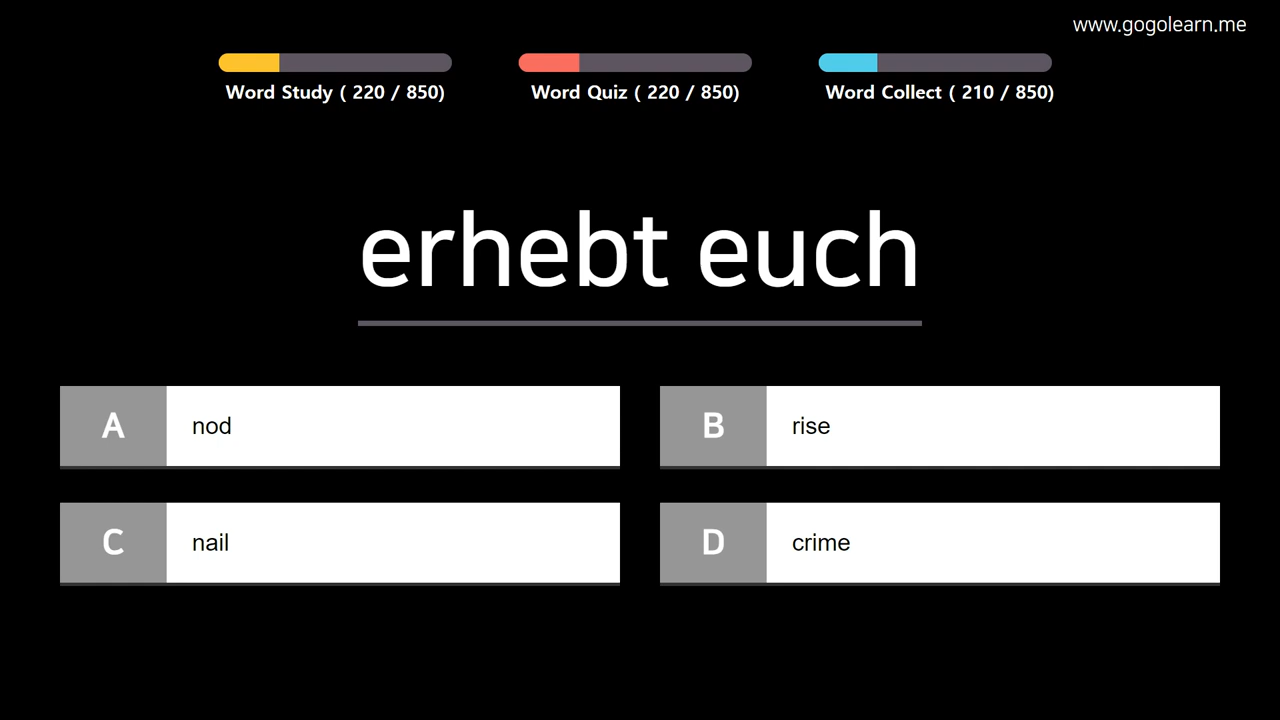 www.gogolearn.me
Word Study ( 220 / 850)
Word Quiz ( 220 / 850)
Word Collect ( 210 / 850)
erhebt euch
A nod
B rise
C nail
D crime